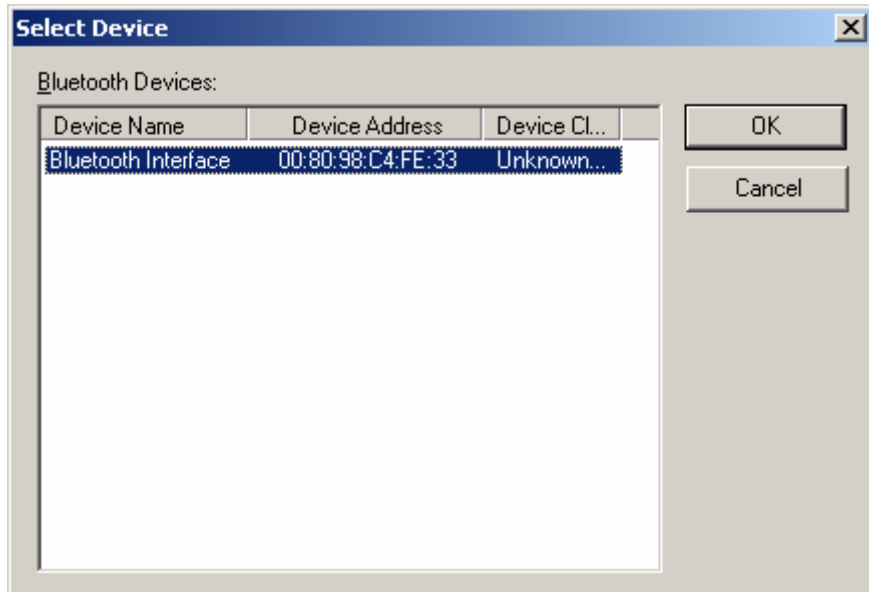 Select Device
Bluetooth Devices:
Device Name Device Address Device Cl...
Bluetooth Interface 00:80:98:C4:FE:33 Unknown...
OK
Cancel